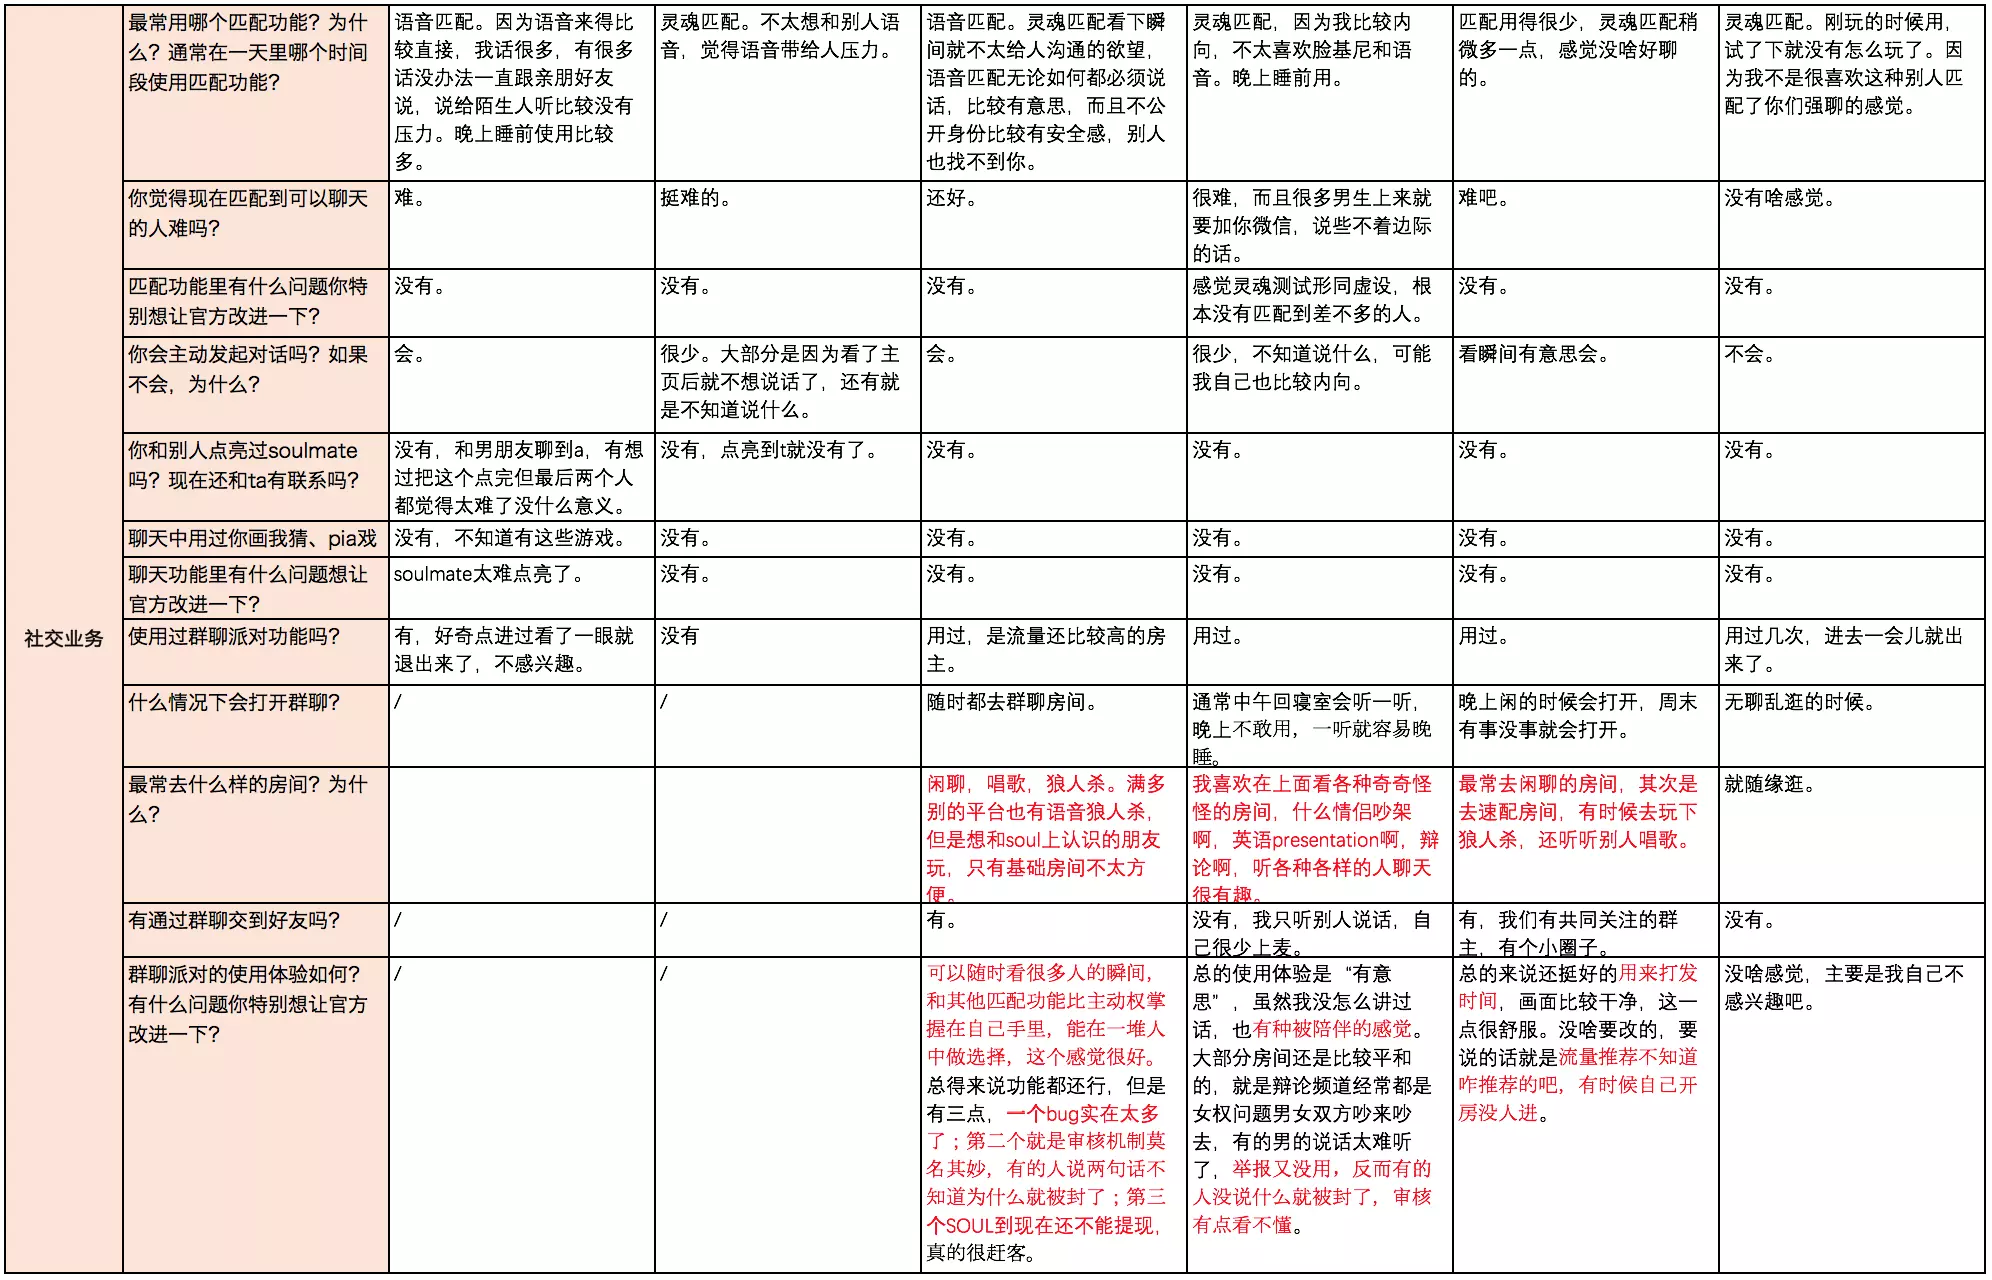 社交业务
最常用哪个匹配功能？为什
么？通常在一天里哪个时间
段使用匹配功能？
语音匹配。因为语音来得比
较直接，我话很多，有很多
话没办法一直跟亲朋好友
说，说给陌生人听比较没有
压力。晚上睡前使用比较
多。
灵魂匹配。不太想和别人语
音，觉得语音带给人压力。
语音匹配。灵魂匹配看下瞬
间就不太给人沟通的欲望，
语音匹配无论如何都必须说
话，比较有意思，而且不公
开身份比较有安全感，别人
也找不到你。
灵魂匹配，因为我比较内
向，不太喜欢脸基尼和语
音。晚上睡前用。
匹配用得很少，灵魂匹配稍
微多一点，感觉没啥好聊
的。
灵魂匹配。刚玩的时候用，
试了下就没有怎么玩了。因
为我不是很喜欢这种别人匹
配了你们强聊的感觉。
你觉得现在匹配到可以聊天
的人难吗？
难。
挺难的。
还好。
很难，而且很多男生上来就
要加你微信，说些不着边际
的话。
难吧。
没有啥感觉。
匹配功能里有什么问题你特
别想让官方改进一下？
没有。
没有。
没有。
感觉灵魂测试形同虚设，根
本没有匹配到差不多的人。
没有。
没有。
你会主动发起对话吗？如果
不会，为什么？
会。
很少。大部分是因为看了主
页后就不想说话了，还有就
是不知道说什么。
会。
很少，不知道说什么，可能
我自己也比较内向。
看瞬间有意思会。
不会。
你和别人点亮过soulmate
吗？现在还和ta有联系吗？
没有，和男朋友聊到a，有想
过把这个点完但最后两个人
都觉得太难了没什么意义。
没有，点亮到t就没有了。
没有。
没有。
没有。
没有。
聊天中用过你画我猜、pia戏
没有，不知道有这些游戏。
没有。
没有。
没有。
没有。
没有。
聊天功能里有什么问题想让
官方改进一下？
soulmate太难点亮了。
没有。
没有。
没有。
没有。
没有。
使用过群聊派对功能吗？
有，好奇点进过看了一眼就
退出来了，不感兴趣。
没有
用过，是流量还比较高的房
主。
用过。
用过。
用过几次，进去一会儿就出
来了。
什么情况下会打开群聊？
/
/
随时都去群聊房间。
通常中午回寝室会听一听，
晚上不敢用，一听就容易晚
睡。
晚上闲的时候会打开，周末
有事没事就会打开。
无聊乱逛的时候。
最常去什么样的房间？为什
么？
闲聊，唱歌，狼人杀。满多
别的平台也有语音狼人杀，
但是想和soul上认识的朋友
玩，只有基础房间不太方
便。
我喜欢在上面看各种奇奇怪
怪的房间，什么情侣吵架
啊，英语presentation啊，辩
论啊，听各种各样的人聊天
很有趣。
最常去闲聊的房间，其次是
去速配房间，有时候去玩下
狼人杀，还听听别人唱歌。
就随缘逛。
有通过群聊交到好友吗？
/
/
有。
没有，我只听别人说话，自
己很少上麦。
有，我们有共同关注的群
主，有个小圈子。
没有。
群聊派对的使用体验如何？
有什么问题你特别想让官方
改进一下？
/
/
可以随时看很多人的瞬间，
和其他匹配功能比主动权掌
握在自己手里，能在一堆人
中做选择，这个感觉很好。
总得来说功能都还行，但是
有三点，一个bug实在太多
了；第二个就是审核机制莫
名其妙，有的人说两句话不
知道为什么就被封了；第三
个SOUL到现在还不能提现，
真的很赶客。
总的使用体验是“有意
思”，虽然我没怎么讲过
话，也有种被陪伴的感觉。
大部分房间还是比较平和
的，就是辩论频道经常都是
女权问题男女双方吵来吵
去，有的男的说话太难听
了，举报又没用，反而有的
人没说什么就被封了，审核
有点看不懂。
总的来说还挺好的用来打发
时间，画面比较干净，这一
点很舒服。没啥要改的，要
说的话就是流量推荐不知道
咋推荐的吧，有时候自己开
房没人进。
没啥感觉，主要是我自己不
感兴趣吧。